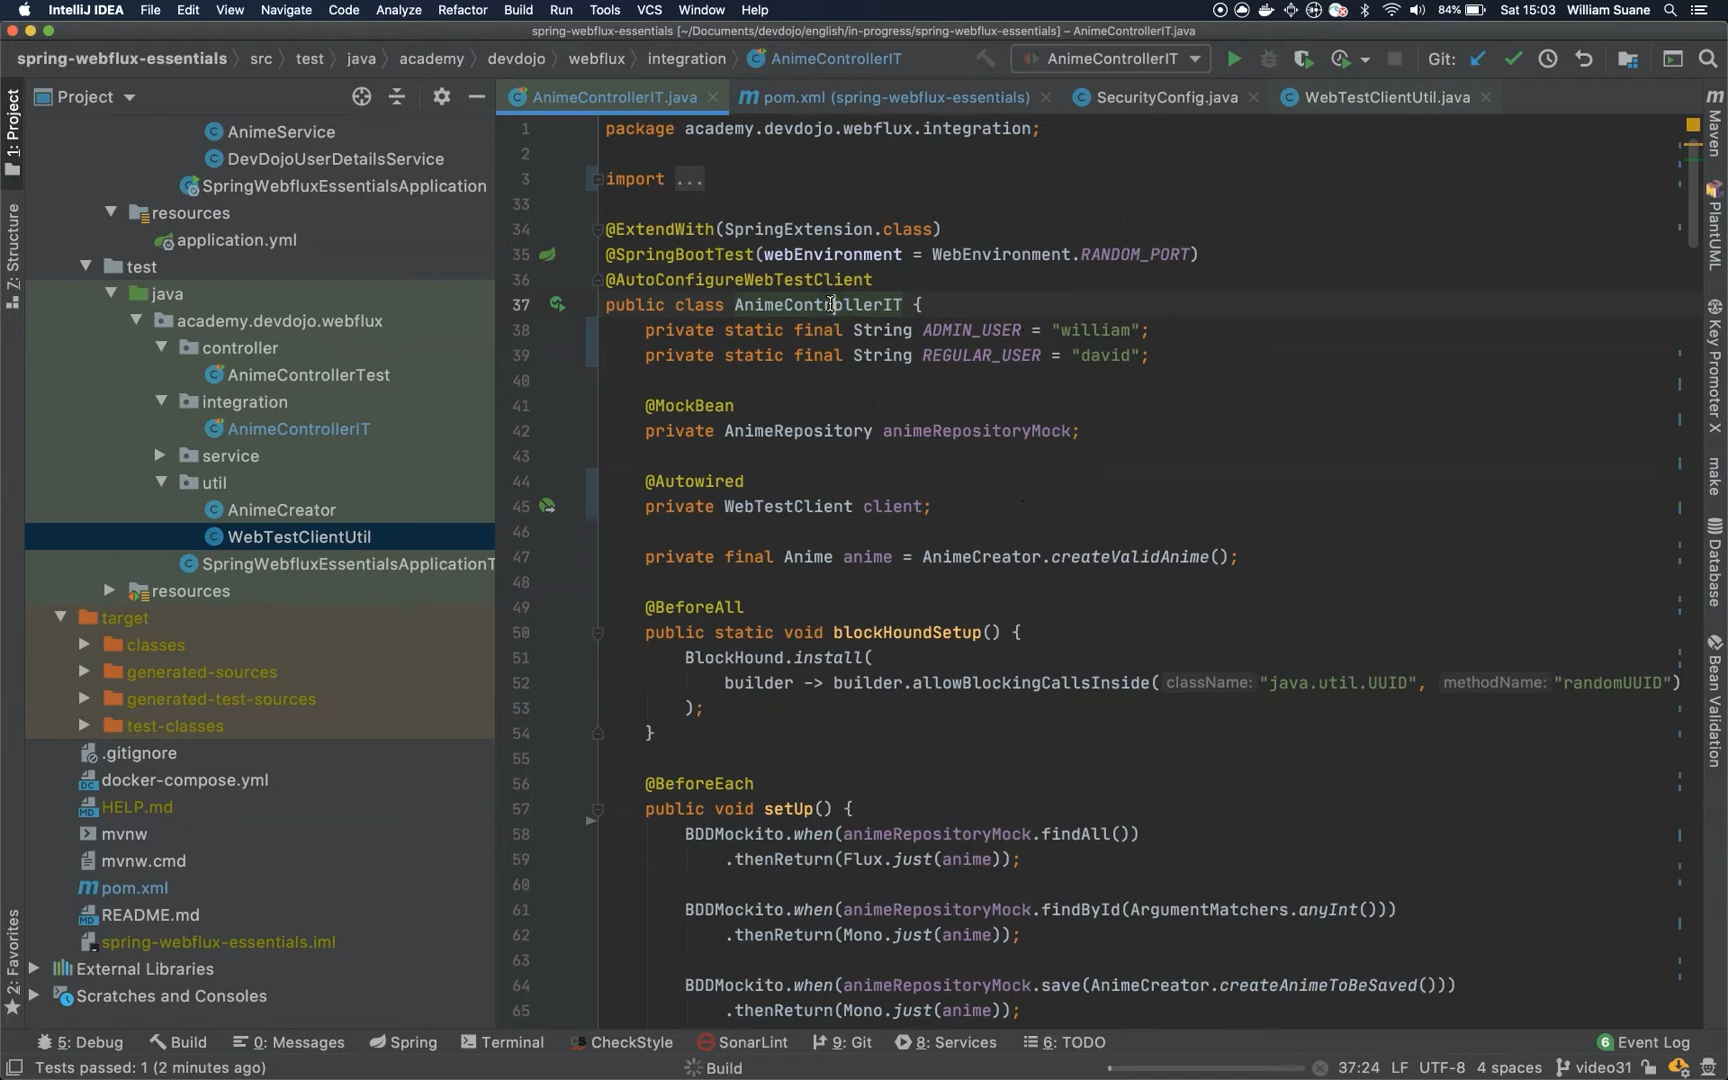 IntelliJ IDEA File Edit View Navigate Code Analyze Refactor Build Run Tools VCS Window Help 84% Sat 15:03 William Suane
spring-webflux-essentials [~/Documents/devdojo/english/in-progress/spring-webflux-essentials] – AnimeControllerIT.java
spring-webflux-essentials src test java academy devdojo webflux integration AnimeControllerIT AnimeControllerIT Git:
Project
AnimeControllerIT.java pom.xml (spring-webflux-essentials) SecurityConfig.java WebTestClientUtil.java
1: Project
7: Structure
2: Favorites
AnimeService
DevDojoUserDetailsService
SpringWebfluxEssentialsApplication
resources
application.yml
test
java
academy.devdojo.webflux
controller
AnimeControllerTest
integration
AnimeControllerIT
service
util
AnimeCreator
WebTestClientUtil
SpringWebfluxEssentialsApplicationT
resources
target
classes
generated-sources
generated-test-sources
test-classes
.gitignore
docker-compose.yml
HELP.md
mvnw
mvnw.cmd
pom.xml
README.md
spring-webflux-essentials.iml
External Libraries
Scratches and Consoles
1 package academy.devdojo.webflux.integration;
2
3 import ...
33
34 @ExtendWith(SpringExtension.class)
35 @SpringBootTest(webEnvironment = WebEnvironment.RANDOM_PORT)
36 @AutoConfigureWebTestClient
37 public class AnimeControllerIT {
38 private static final String ADMIN_USER = "william";
39 private static final String REGULAR_USER = "david";
40
41 @MockBean
42 private AnimeRepository animeRepositoryMock;
43
44 @Autowired
45 private WebTestClient client;
46
47 private final Anime anime = AnimeCreator.createValidAnime();
48
49 @BeforeAll
50 public static void blockHoundSetup() {
51 BlockHound.install(
52 builder -> builder.allowBlockingCallsInside( className: "java.util.UUID", methodName: "randomUUID")
53 );
54 }
55
56 @BeforeEach
57 public void setUp() {
58 BDDMockito.when(animeRepositoryMock.findAll())
59 .thenReturn(Flux.just(anime));
60
61 BDDMockito.when(animeRepositoryMock.findById(ArgumentMatchers.anyInt()))
62 .thenReturn(Mono.just(anime));
63
64 BDDMockito.when(animeRepositoryMock.save(AnimeCreator.createAnimeToBeSaved()))
65 .thenReturn(Mono.just(anime));
Maven
PlantUML
Key Promoter X
make
Database
Bean Validation
5: Debug Build 0: Messages Spring Terminal CheckStyle SonarLint 9: Git 8: Services 6: TODO 6 Event Log
Tests passed: 1 (2 minutes ago) Build 37:24 LF UTF-8 4 spaces video31